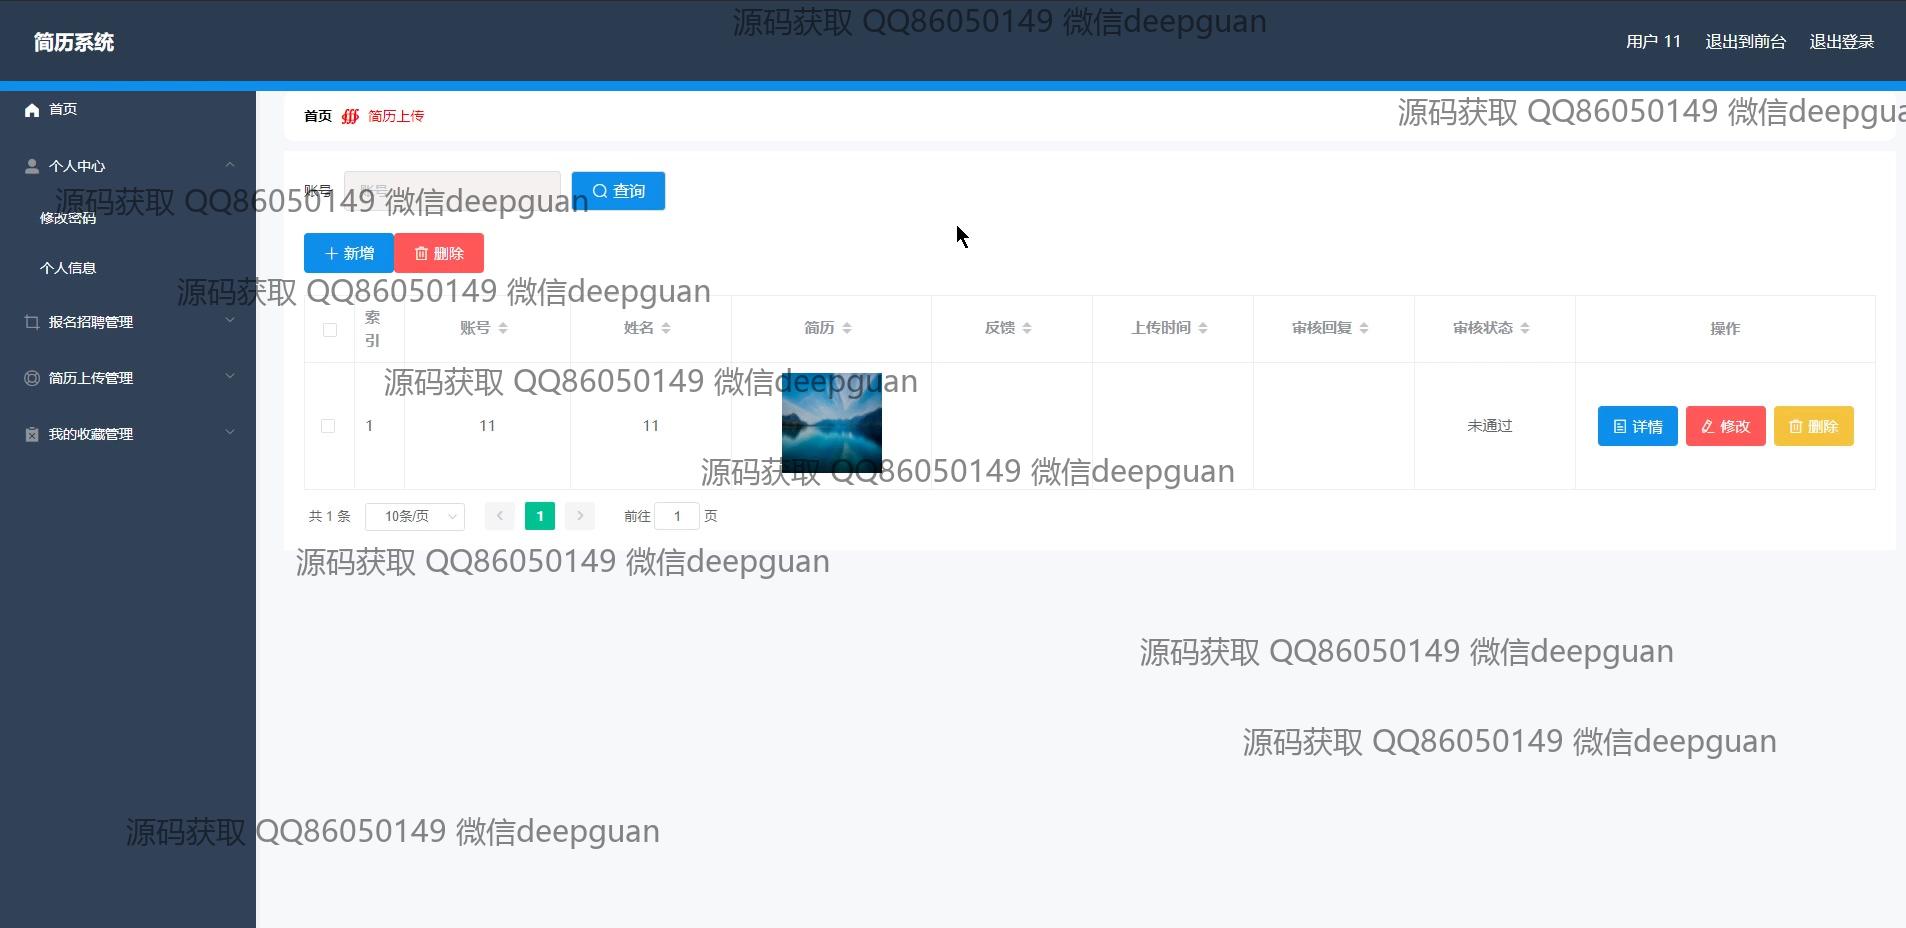 源码获取 QQ86050149 微信deepguan
简历系统
用户 11 退出到前台 退出登录
首页
首页 简历上传
源码获取 QQ86050149 微信deepgua
个人中心
账号 账号 查询
源码获取 QQ86050149 微信deepguan
修改密码
新增 删除
个人信息
源码获取 QQ86050149 微信deepguan
报名招聘管理
索引 账号 姓名 简历 反馈 上传时间 审核回复 审核状态 操作
简历上传管理
源码获取 QQ86050149 微信deepguan
1 11 11 未通过 详情 修改 删除
我的收藏管理
源码获取 QQ86050149 微信deepguan
共 1 条 10条/页 1 前往 1 页
源码获取 QQ86050149 微信deepguan
源码获取 QQ86050149 微信deepguan
源码获取 QQ86050149 微信deepguan
源码获取 QQ86050149 微信deepguan